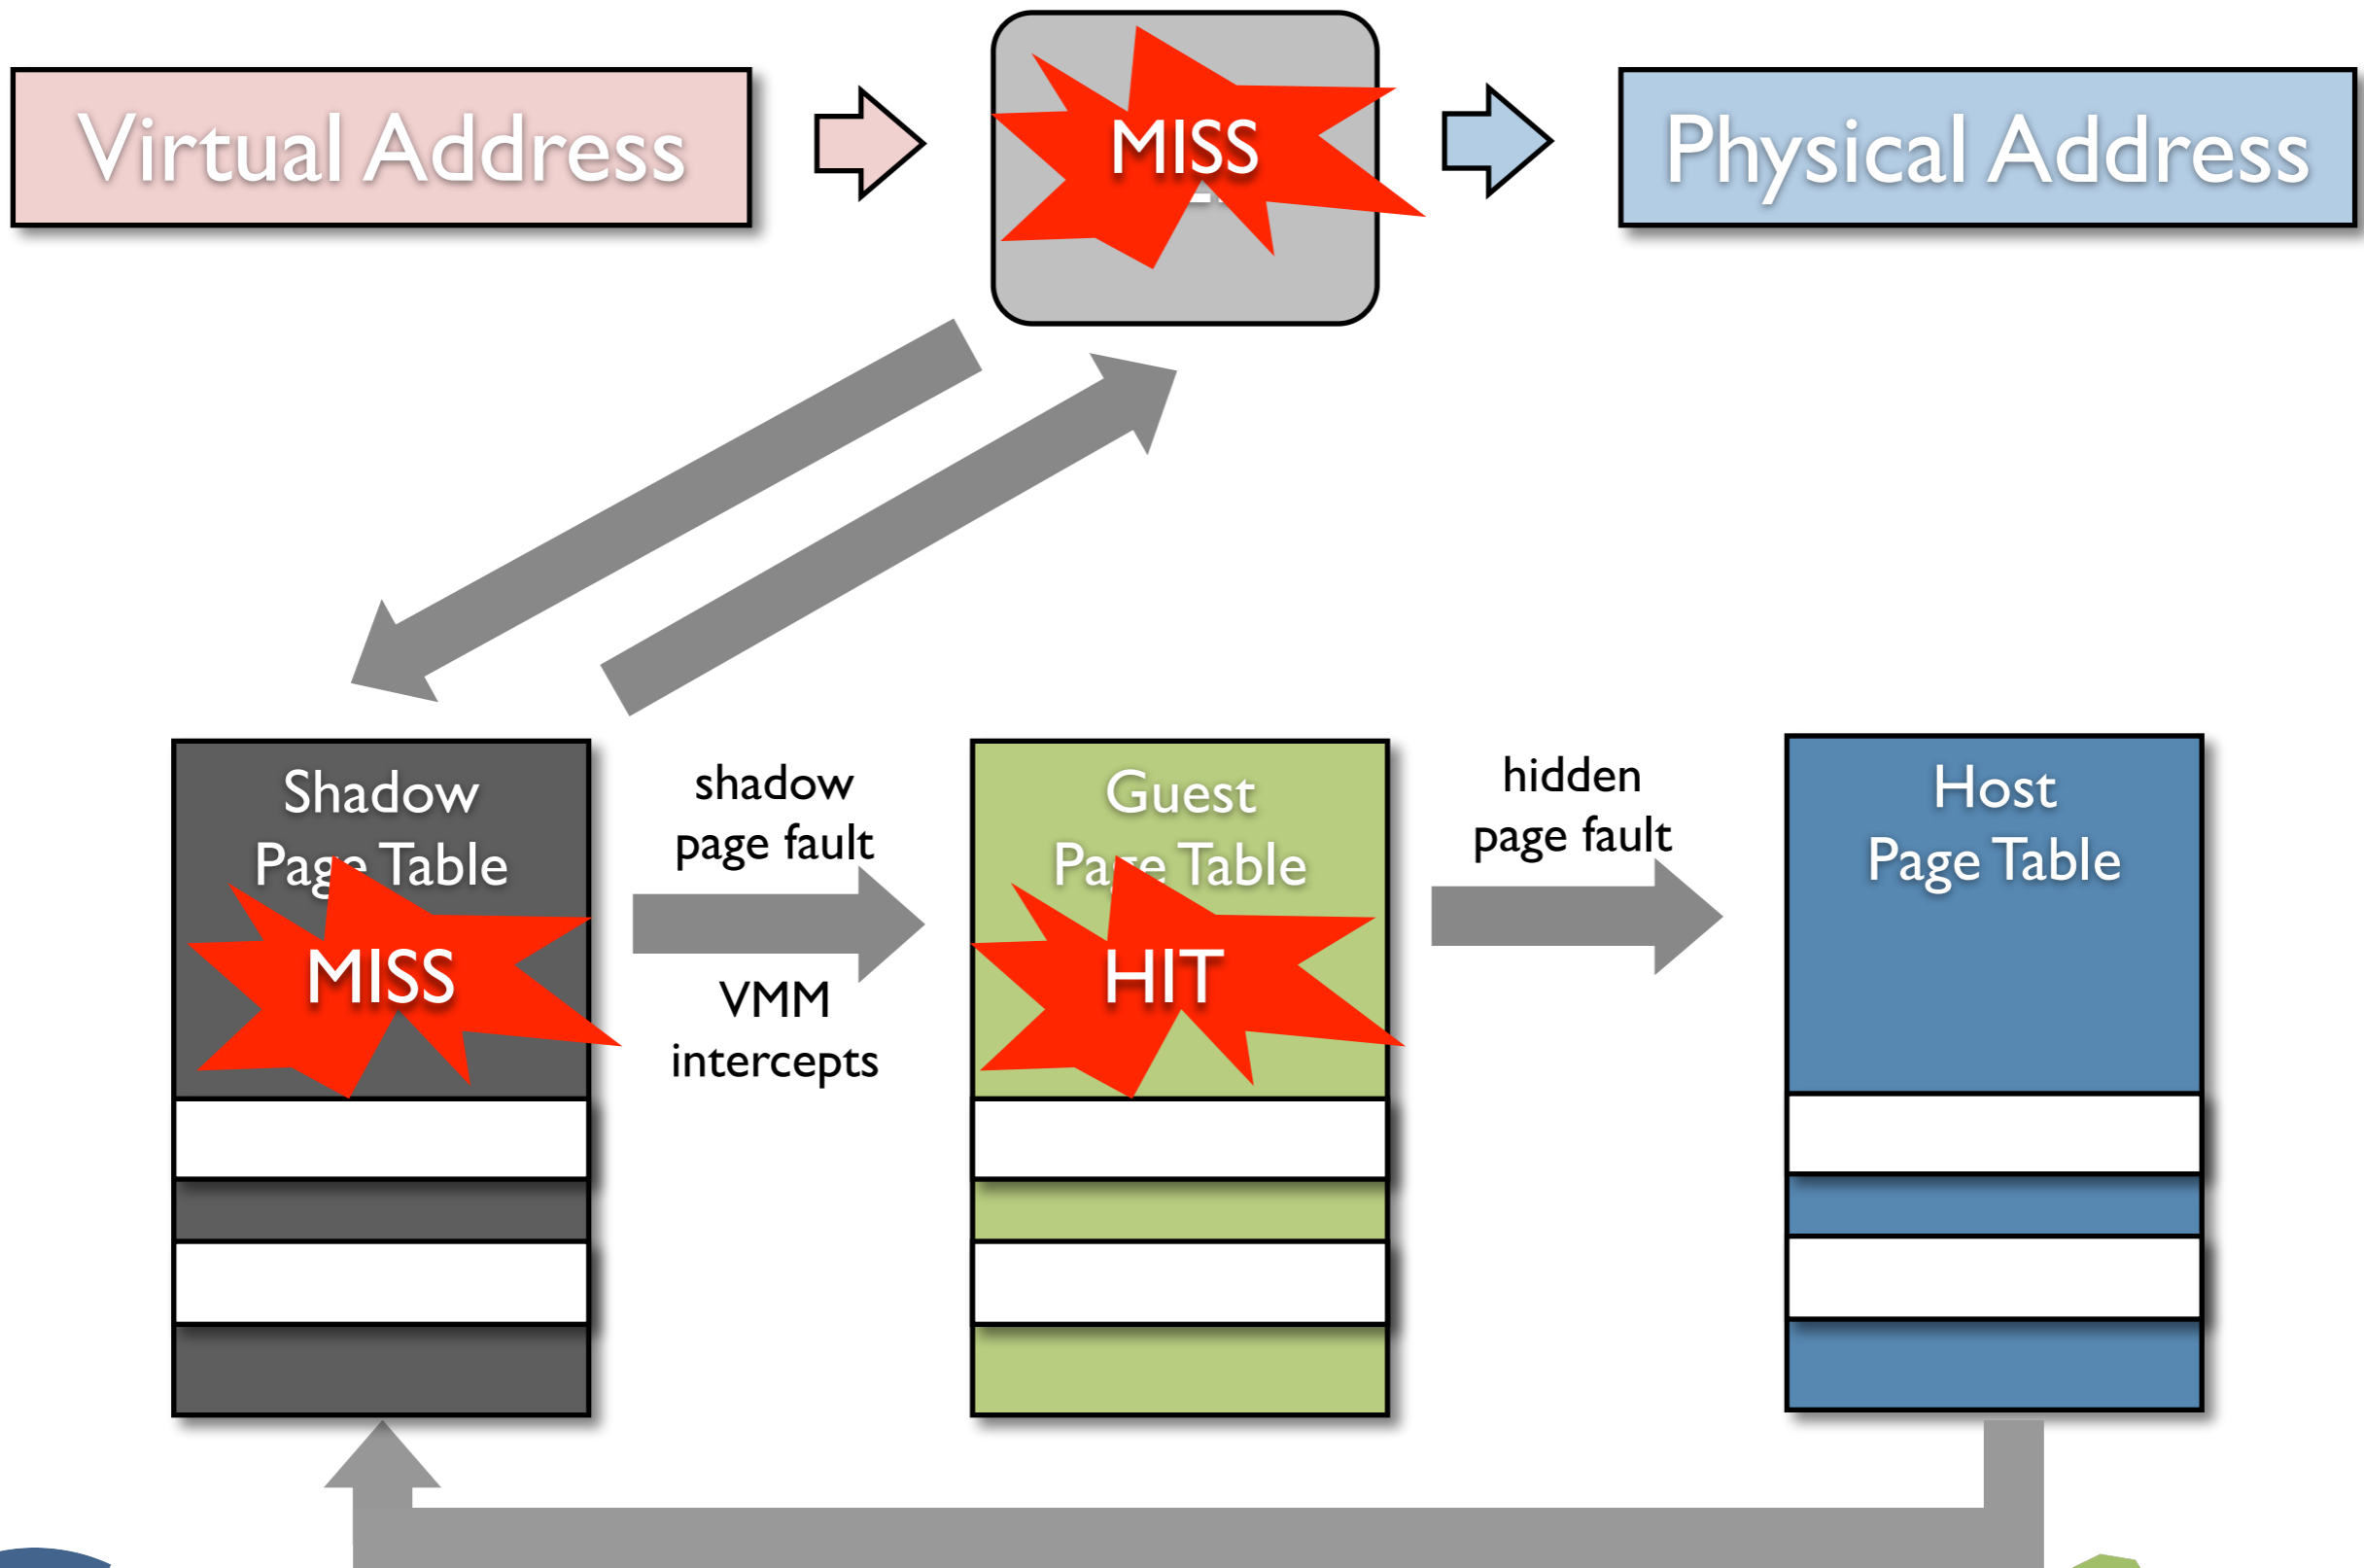 Virtual Address
MISS
Physical Address
Shadow
Page Table
MISS
shadow
page fault
VMM
intercepts
Guest
Page Table
HIT
hidden
page fault
Host
Page Table